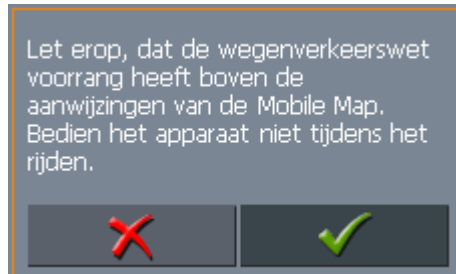 Let erop, dat de wegenverkeerswet
voorrang heeft boven de
aanwijzingen van de Mobile Map.
Bedien het apparaat niet tijdens het
rijden.